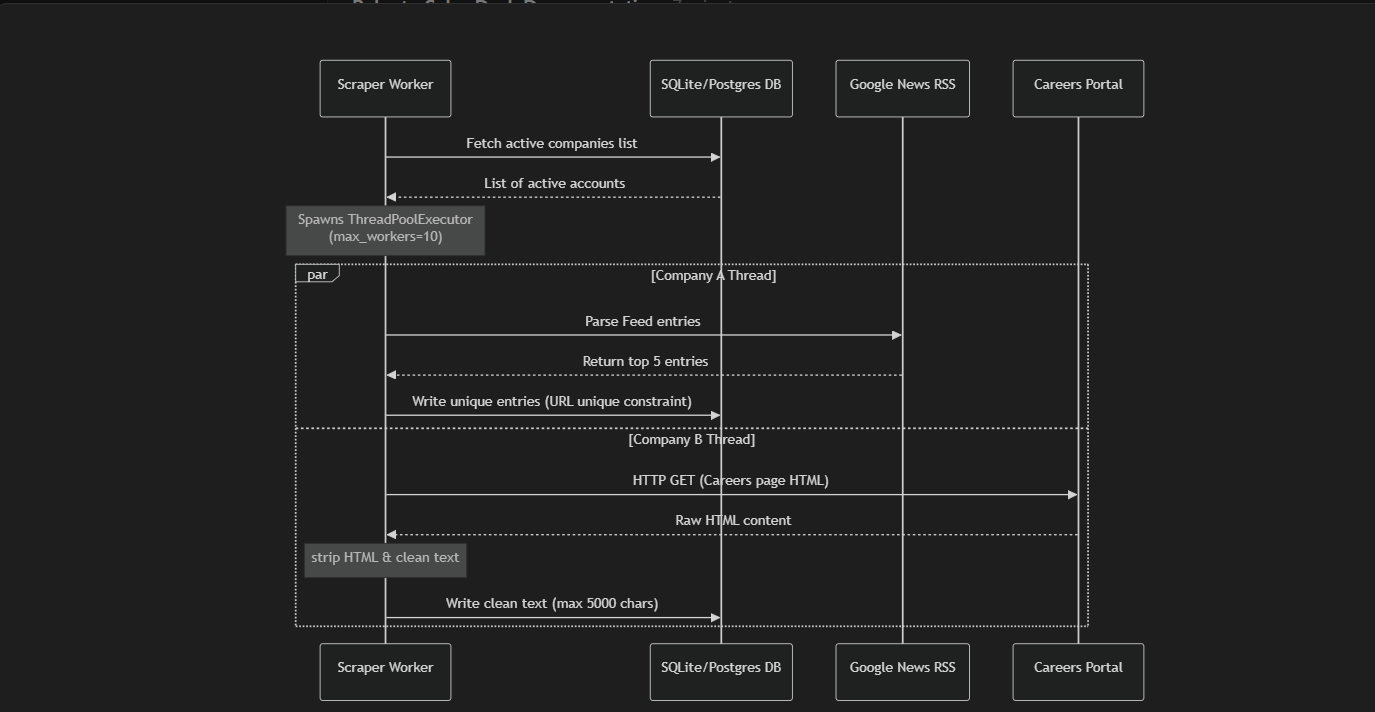 Scraper Worker
SQLite/Postgres DB
Google News RSS
Careers Portal
Fetch active companies list
List of active accounts
Spawns ThreadPoolExecutor
(max_workers=10)
par
[Company A Thread]
Parse Feed entries
Return top 5 entries
Write unique entries (URL unique constraint)
[Company B Thread]
HTTP GET (Careers page HTML)
Raw HTML content
strip HTML & clean text
Write clean text (max 5000 chars)
Scraper Worker
SQLite/Postgres DB
Google News RSS
Careers Portal